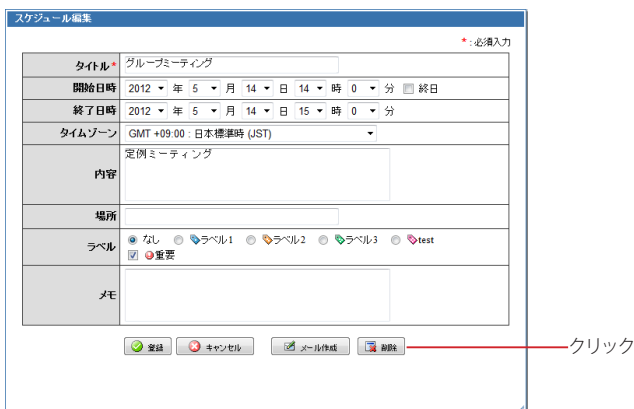 スケジュール編集
*：必須入力
タイトル* グループミーティング
開始日時 2012 年 5 月 14 日 14 時 0 分 終日
終了日時 2012 年 5 月 14 日 15 時 0 分
タイムゾーン GMT +09:00 : 日本標準時 (JST)
内容 定例ミーティング
場所
ラベル なし ラベル1 ラベル2 ラベル3 test
重要
メモ
登録 キャンセル メール作成 削除 クリック